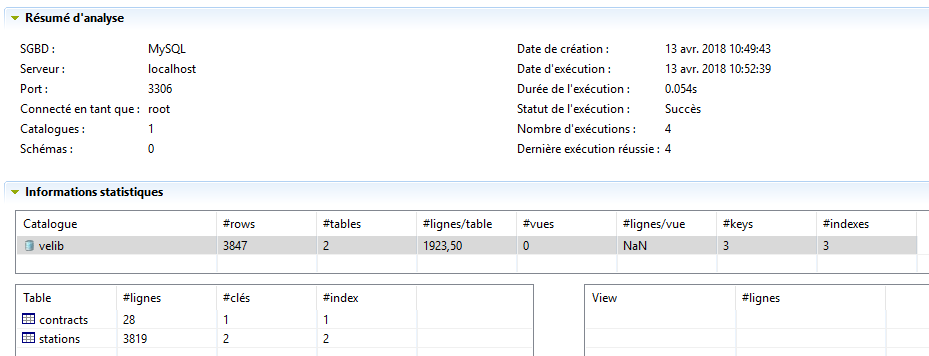 Résumé d'analyse
SGBD : MySQL Date de création : 13 avr. 2018 10:49:43
Serveur : localhost Date d'exécution : 13 avr. 2018 10:52:39
Port : 3306 Durée de l'exécution : 0.054s
Connecté en tant que : root Statut de l'exécution : Succès
Catalogues : 1 Nombre d'exécutions : 4
Schémas : 0 Dernière exécution réussie : 4
Informations statistiques
Catalogue #rows #tables #lignes/table #vues #lignes/vue #keys #indexes
velib 3847 2 1923,50 0 NaN 3 3
Table #lignes #clés #index View #lignes
contracts 28 1 1
stations 3819 2 2